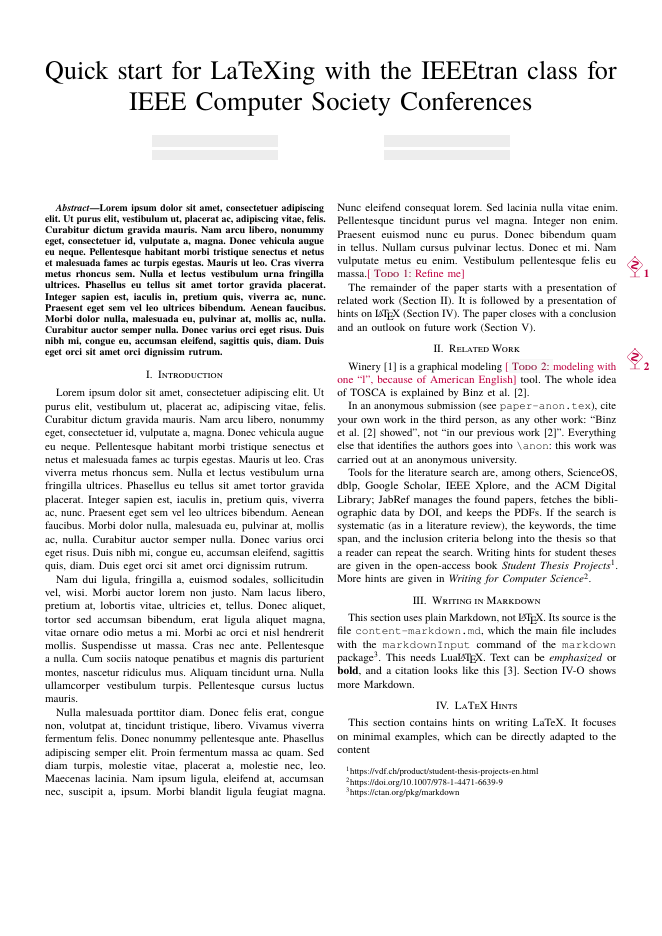 Quick start for LaTeXing with the IEEEtran class for
IEEE Computer Society Conferences
Abstract—Lorem ipsum dolor sit amet, consectetuer adipiscing
elit. Ut purus elit, vestibulum ut, placerat ac, adipiscing vitae, felis.
Curabitur dictum gravida mauris. Nam arcu libero, nonummy
eget, consectetuer id, vulputate a, magna. Donec vehicula augue
eu neque. Pellentesque habitant morbi tristique senectus et netus
et malesuada fames ac turpis egestas. Mauris ut leo. Cras viverra
metus rhoncus sem. Nulla et lectus vestibulum urna fringilla
ultrices. Phasellus eu tellus sit amet tortor gravida placerat.
Integer sapien est, iaculis in, pretium quis, viverra ac, nunc.
Praesent eget sem vel leo ultrices bibendum. Aenean faucibus.
Morbi dolor nulla, malesuada eu, pulvinar at, mollis ac, nulla.
Curabitur auctor semper nulla. Donec varius orci eget risus. Duis
nibh mi, congue eu, accumsan eleifend, sagittis quis, diam. Duis
eget orci sit amet orci dignissim rutrum.
I. Introduction
Lorem ipsum dolor sit amet, consectetuer adipiscing elit. Ut
purus elit, vestibulum ut, placerat ac, adipiscing vitae, felis.
Curabitur dictum gravida mauris. Nam arcu libero, nonummy
eget, consectetuer id, vulputate a, magna. Donec vehicula augue
eu neque. Pellentesque habitant morbi tristique senectus et
netus et malesuada fames ac turpis egestas. Mauris ut leo. Cras
viverra metus rhoncus sem. Nulla et lectus vestibulum urna
fringilla ultrices. Phasellus eu tellus sit amet tortor gravida
placerat. Integer sapien est, iaculis in, pretium quis, viverra
ac, nunc. Praesent eget sem vel leo ultrices bibendum. Aenean
faucibus. Morbi dolor nulla, malesuada eu, pulvinar at, mollis
ac, nulla. Curabitur auctor semper nulla. Donec varius orci
eget risus. Duis nibh mi, congue eu, accumsan eleifend, sagittis
quis, diam. Duis eget orci sit amet orci dignissim rutrum.
Nam dui ligula, fringilla a, euismod sodales, sollicitudin
vel, wisi. Morbi auctor lorem non justo. Nam lacus libero,
pretium at, lobortis vitae, ultricies et, tellus. Donec aliquet,
tortor sed accumsan bibendum, erat ligula aliquet magna,
vitae ornare odio metus a mi. Morbi ac orci et nisl hendrerit
mollis. Suspendisse ut massa. Cras nec ante. Pellentesque
a nulla. Cum sociis natoque penatibus et magnis dis parturient
montes, nascetur ridiculus mus. Aliquam tincidunt urna. Nulla
ullamcorper vestibulum turpis. Pellentesque cursus luctus
mauris.
Nulla malesuada porttitor diam. Donec felis erat, congue
non, volutpat at, tincidunt tristique, libero. Vivamus viverra
fermentum felis. Donec nonummy pellentesque ante. Phasellus
adipiscing semper elit. Proin fermentum massa ac quam. Sed
diam turpis, molestie vitae, placerat a, molestie nec, leo.
Maecenas lacinia. Nam ipsum ligula, eleifend at, accumsan
nec, suscipit a, ipsum. Morbi blandit ligula feugiat magna.
Nunc eleifend consequat lorem. Sed lacinia nulla vitae enim.
Pellentesque tincidunt purus vel magna. Integer non enim.
Praesent euismod nunc eu purus. Donec bibendum quam
in tellus. Nullam cursus pulvinar lectus. Donec et mi. Nam
vulputate metus eu enim. Vestibulum pellentesque felis eu
massa.[ Todo 1: Refine me]
1
The remainder of the paper starts with a presentation of
related work (Section II). It is followed by a presentation of
hints on LaTeX (Section IV). The paper closes with a conclusion
and an outlook on future work (Section V).
II. Related Work
Winery [1] is a graphical modeling [ Todo 2: modeling with
2
one “l”, because of American English] tool. The whole idea
of TOSCA is explained by Binz et al. [2].
In an anonymous submission (see paper-anon.tex), cite
your own work in the third person, as any other work: “Binz
et al. [2] showed”, not “in our previous work [2]”. Everything
else that identifies the authors goes into \anon: this work was
carried out at an anonymous university.
Tools for the literature search are, among others, ScienceOS,
dblp, Google Scholar, IEEE Xplore, and the ACM Digital
Library; JabRef manages the found papers, fetches the bibli-
ographic data by DOI, and keeps the PDFs. If the search is
systematic (as in a literature review), the keywords, the time
span, and the inclusion criteria belong into the thesis so that
a reader can repeat the search. Writing hints for student theses
are given in the open-access book Student Thesis Projects1.
More hints are given in Writing for Computer Science2.
III. Writing in Markdown
This section uses plain Markdown, not LaTeX. Its source is the
file content-markdown.md, which the main file includes
with the markdownInput command of the markdown
package3. This needs LuaLaTeX. Text can be emphasized or
bold, and a citation looks like this [3]. Section IV-O shows
more Markdown.
IV. LaTeX Hints
This section contains hints on writing LaTeX. It focuses
on minimal examples, which can be directly adapted to the
content
1https://vdf.ch/product/student-thesis-projects-en.html
2https://doi.org/10.1007/978-1-4471-6639-9
3https://ctan.org/pkg/markdown